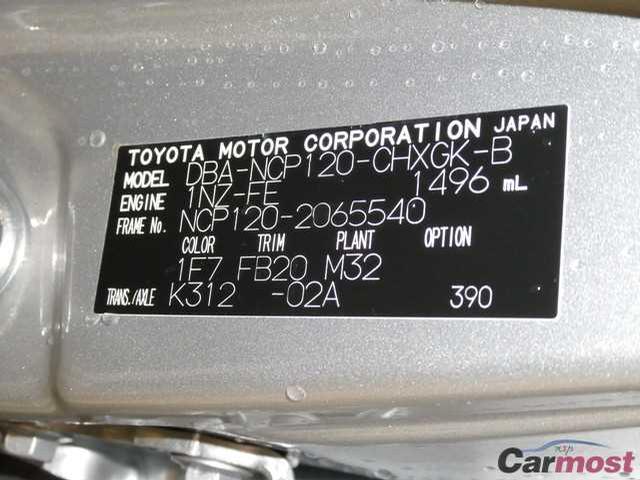 TOYOTA MOTOR CORPORATION JAPAN
MODEL DBA-NCP120-CHXGK-B
ENGINE 1NZ-FE 1496 mL
FRAME No. NCP120-2065540
COLOR TRIM PLANT OPTION
1F7 FB20 M32
TRANS./AXLE K312 -02A 390
Carmost